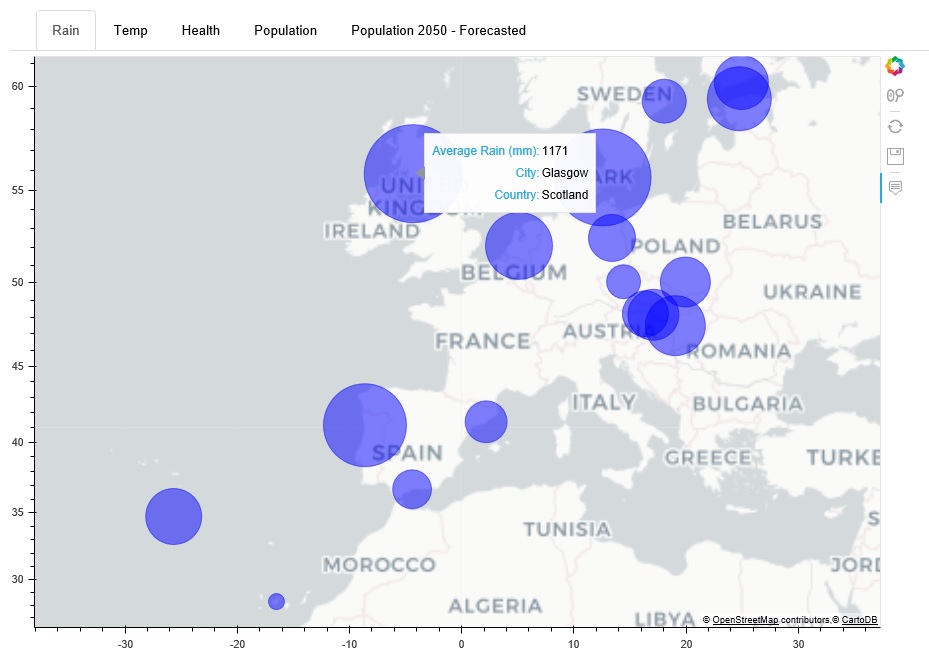 Rain Temp Health Population Population 2050 - Forecasted
60
SWEDEN
Average Rain (mm): 1171
City: Glasgow
Country: Scotland
ARK
UNITED
KINGDOM
55
IRELAND
BELARUS
POLAND
BELGIUM
50
UKRAINE
AUSTRIA
FRANCE
ROMANIA
45
ITALY
BULGARIA
40
SPAIN
GREECE
TURKE
35
S
TUNISIA
MOROCCO
JORD
30
ALGERIA
LIBYA
© OpenStreetMap contributors,© CartoDB
-30 -20 -10 0 10 20 30